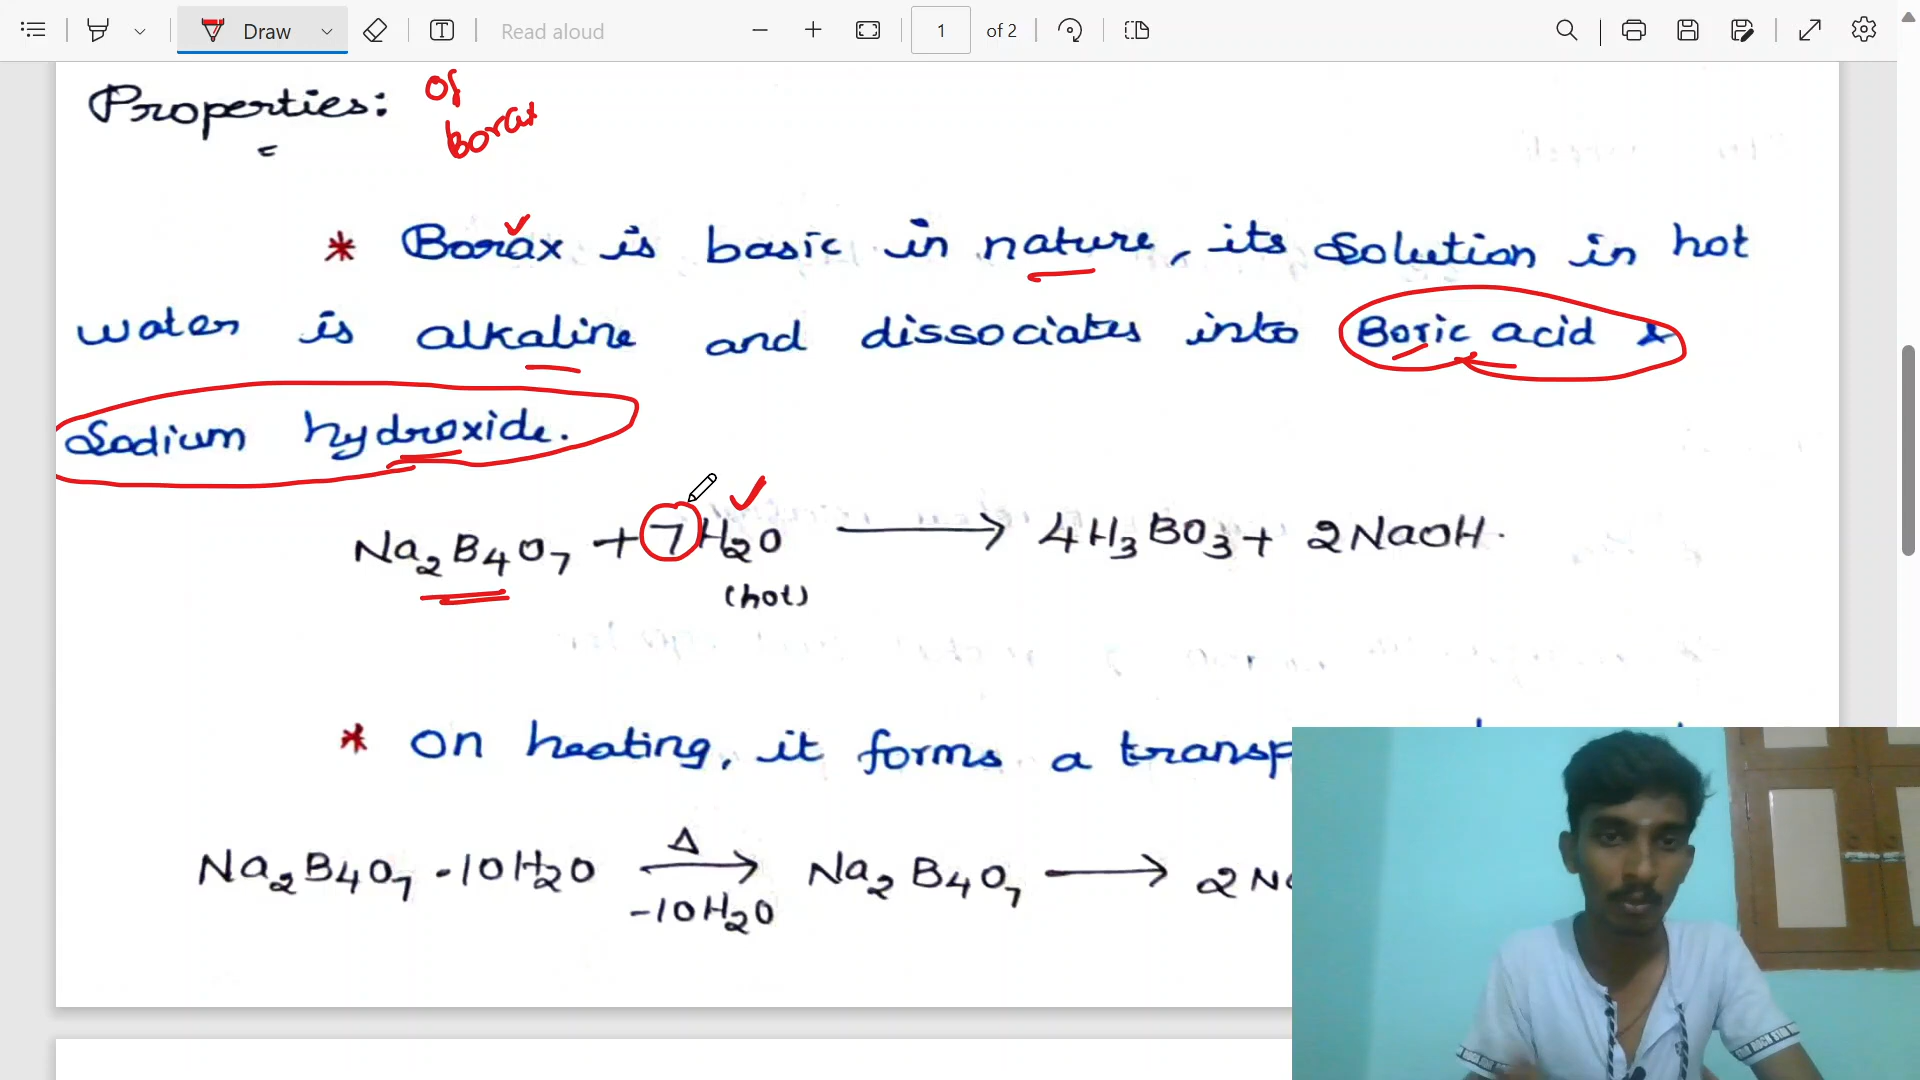 Draw
Read aloud
1 of 2
Properties: of
borax
* Borax is basic in nature, its solution in hot
water is alkaline and dissociates into Boric acid &
Sodium hydroxide.
Na₂B₄O₇ + 7H₂O ⟶ 4H₃BO₃ + 2NaOH.
(hot)
* On heating, it forms a transp
Δ
Na₂B₄O₇ · 10H₂O ⟶ Na₂B₄O₇ ⟶ 2Na
-10H₂O